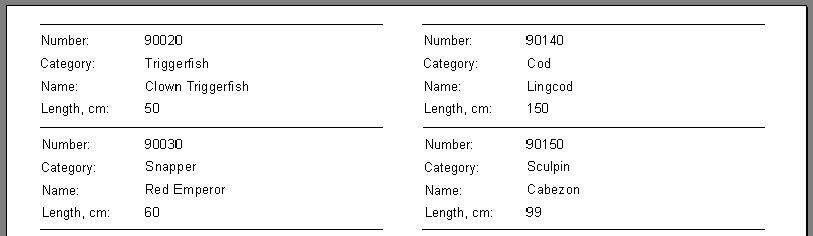 Number: 90020
Category: Triggerfish
Name: Clown Triggerfish
Length, cm: 50
Number: 90030
Category: Snapper
Name: Red Emperor
Length, cm: 60
Number: 90140
Category: Cod
Name: Lingcod
Length, cm: 150
Number: 90150
Category: Sculpin
Name: Cabezon
Length, cm: 99